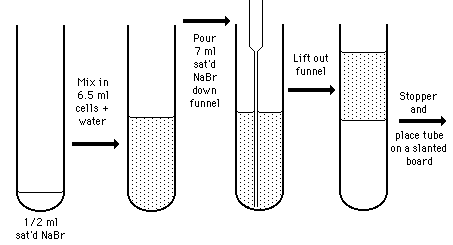 1/2 ml
sat'd NaBr
Mix in
6.5 ml
cells +
water
Pour
7 ml
sat'd
NaBr
down
funnel
Lift out
funnel
Stopper
and
place tube
on a slanted
board